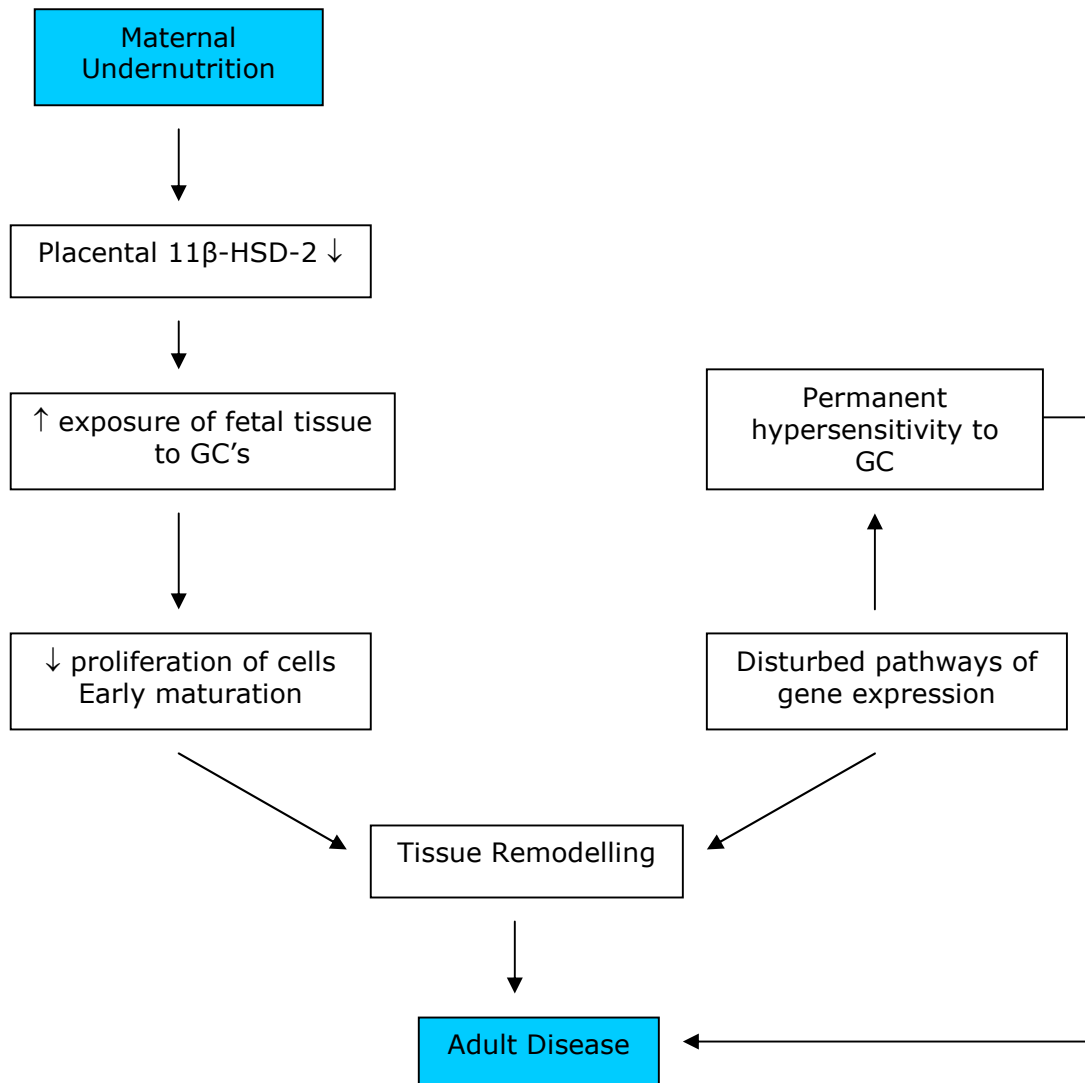 Maternal
Undernutrition
Placental 11β-HSD-2 ↓
↑ exposure of fetal tissue
to GC’s
Permanent
hypersensitivity to
GC
↓ proliferation of cells
Early maturation
Disturbed pathways of
gene expression
Tissue Remodelling
Adult Disease